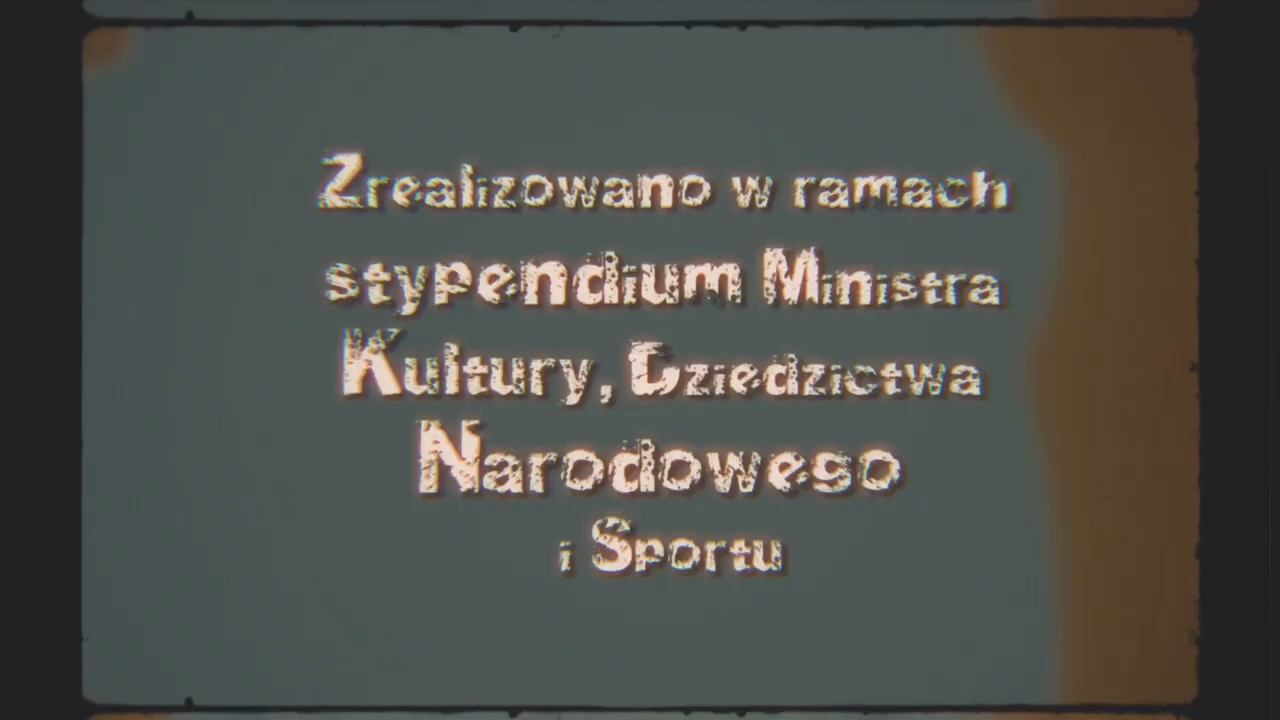 Zrealizowano w ramach
stypendium Ministra
Kultury, Dziedzictwa
Narodowego
i Sportu